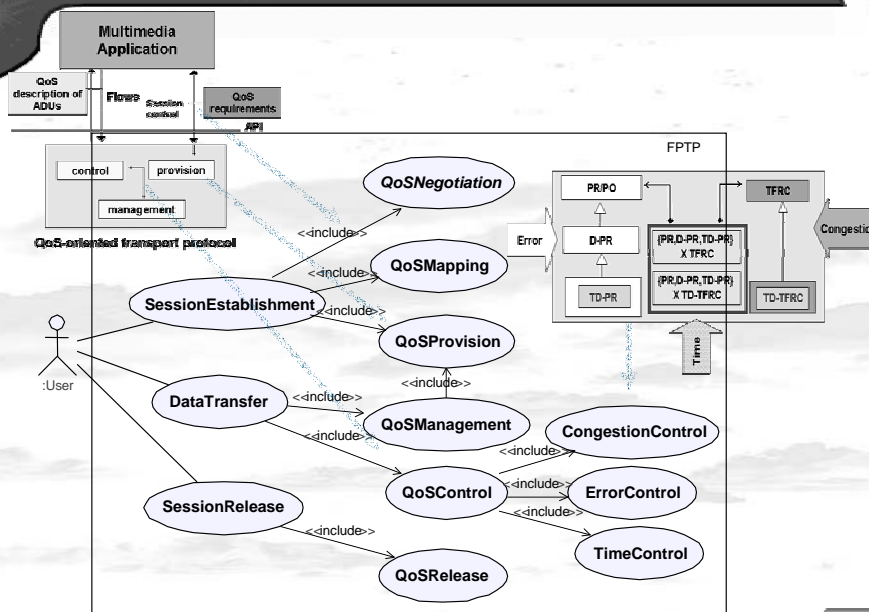 Multimedia
Application
QoS
description of
ADUs
Flows
Session
control
QoS
requirements
API
control
provision
management
QoS-oriented transport protocol
FPTP
PR/PO
TFRC
Error
D-PR
{PR,D-PR,TD-PR}
X TFRC
Congestio
TD-PR
{PR,D-PR,TD-PR}
X TD-TFRC
TD-TFRC
Time
QoSNegotiation
<<include>>
QoSMapping
<<include>>
SessionEstablishment
<<include>>
QoSProvision
:User
<<include>>
DataTransfer
<<include>>
QoSManagement
<<include>>
CongestionControl
<<include>>
QoSControl
<<include>>
ErrorControl
<<include>>
SessionRelease
<<include>>
TimeControl
QoSRelease